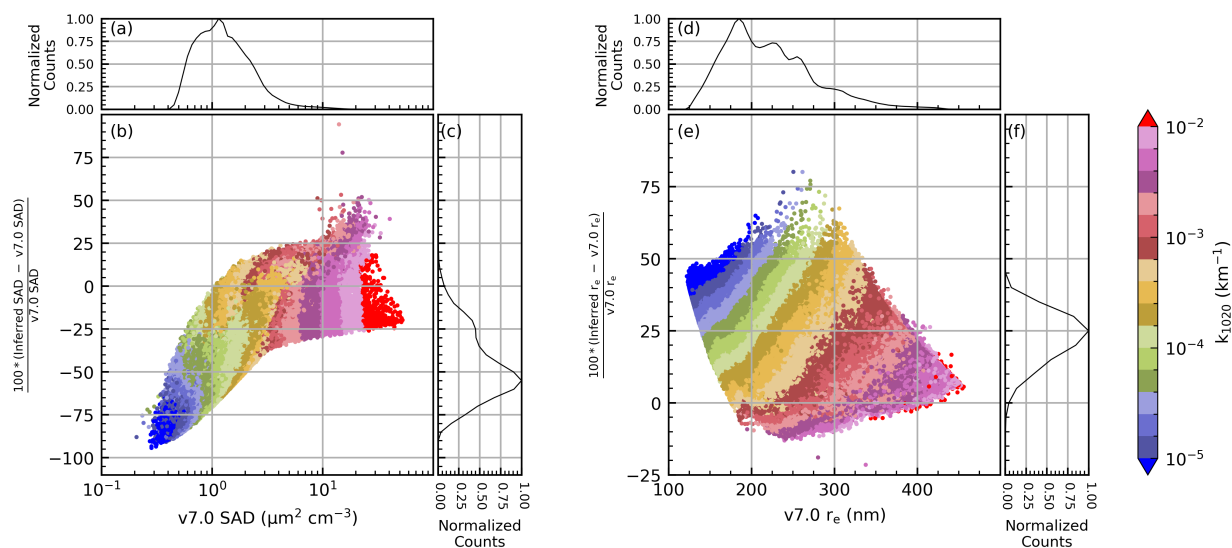 (a)
Normalized
Counts
1.00
0.75
0.50
0.25
0.00
(b)
100*(Inferred SAD − v7.0 SAD)
v7.0 SAD
75
50
25
0
−25
−50
−75
−100
10⁻¹
10⁰
10¹
v7.0 SAD (µm² cm⁻³)
(c)
0.00
0.25
0.50
0.75
1.00
Normalized
Counts
(d)
Normalized
Counts
1.00
0.75
0.50
0.25
0.00
(e)
100*(Inferred rₑ − v7.0 rₑ)
v7.0 rₑ
75
50
25
0
−25
100
200
300
400
v7.0 rₑ (nm)
(f)
0.00
0.25
0.50
0.75
1.00
Normalized
Counts
10⁻²
10⁻³
10⁻⁴
10⁻⁵
k₁₀₂₀ (km⁻¹)